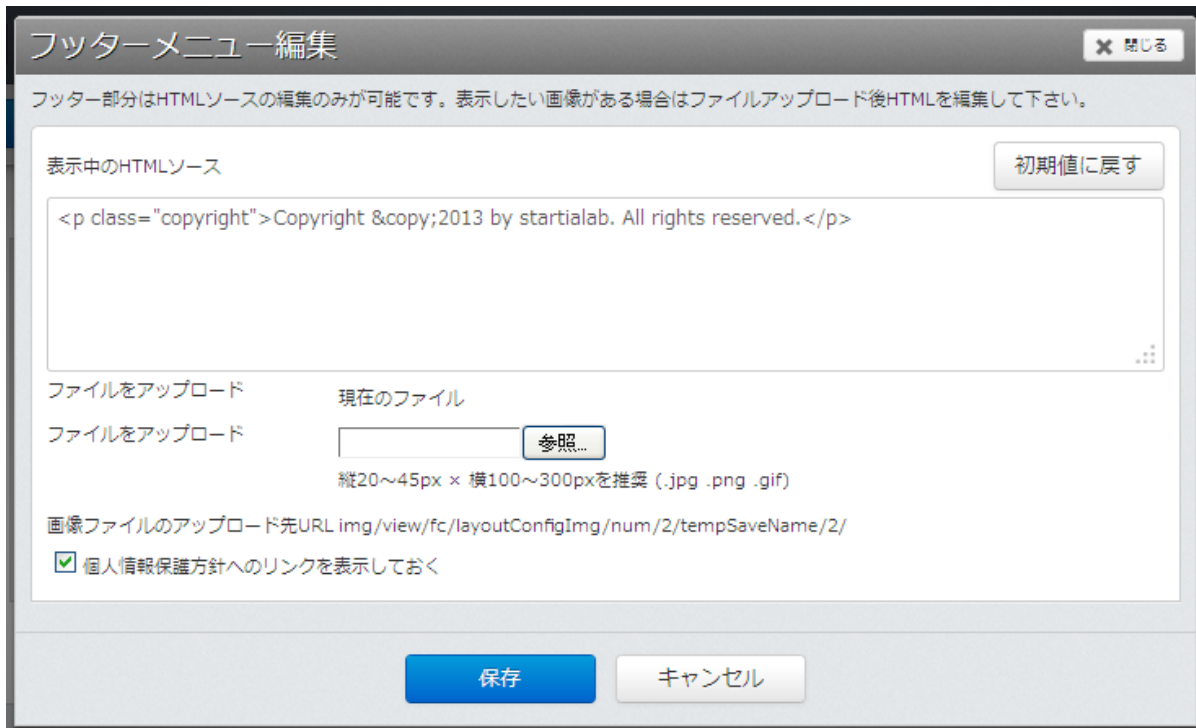 フッターメニュー編集
閉じる
フッター部分はHTMLソースの編集のみが可能です。表示したい画像がある場合はファイルアップロード後HTMLを編集して下さい。
表示中のHTMLソース
初期値に戻す
<p class="copyright">Copyright &copy;2013 by startialab. All rights reserved.</p>
ファイルをアップロード
現在のファイル
ファイルをアップロード
参照...
縦20～45px × 横100～300pxを推奨 (.jpg .png .gif)
画像ファイルのアップロード先URL img/view/fc/layoutConfigImg/num/2/tempSaveName/2/
個人情報保護方針へのリンクを表示しておく
保存
キャンセル